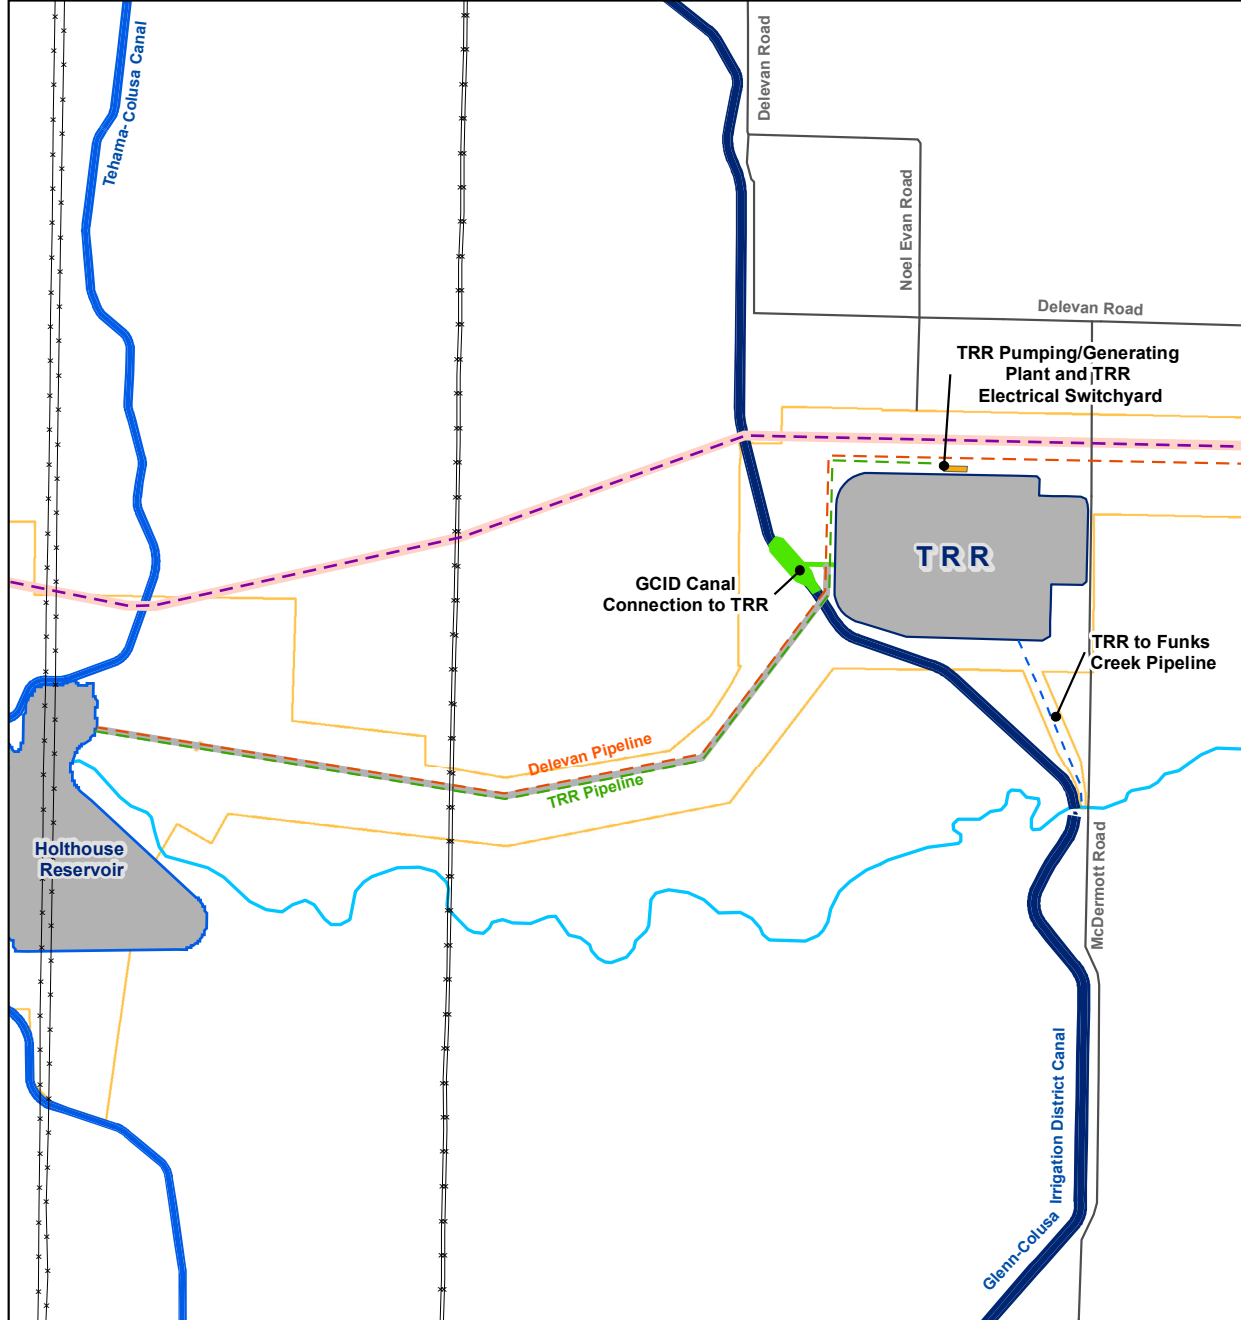 Tehama-Colusa Canal
Delevan Road
Noel Evan Road
Delevan Road
TRR Pumping/Generating
Plant and TRR
Electrical Switchyard
TRR
GCID Canal
Connection to TRR
TRR to Funks
Creek Pipeline
Delevan Pipeline
TRR Pipeline
Holthouse
Reservoir
McDermott Road
Glenn-Colusa Irrigation District Canal